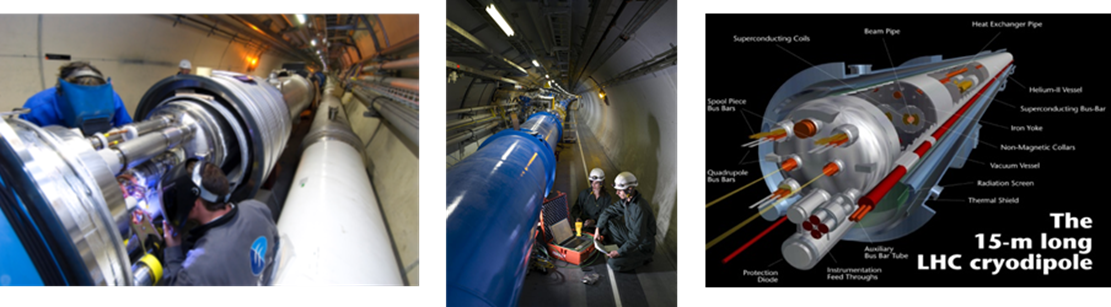 Heat Exchanger Pipe
Beam Pipe
Superconducting Coils
Helium-II Vessel
Spool Piece
Bus Bars
Superconducting Bus-Bar
Iron Yoke
Non-Magnetic Collars
Vacuum Vessel
Quadrupole
Bus Bars
Radiation Screen
Thermal Shield
The
15-m long
LHC cryodipole
Auxiliary
Bus Bar Tube
Protection
Diode
Instrumentation
Feed Throughs